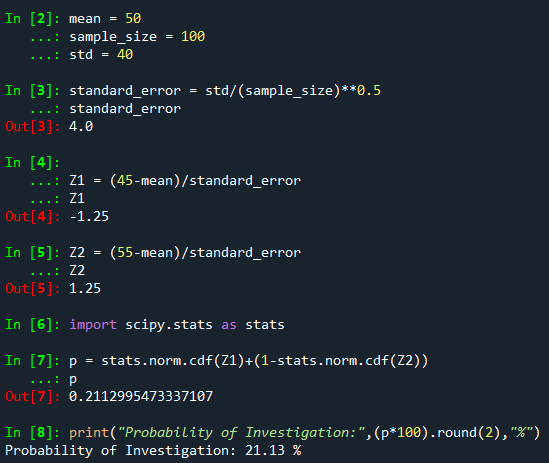 In [2]: mean = 50
   ...: sample_size = 100
   ...: std = 40
In [3]: standard_error = std/(sample_size)**0.5
   ...: standard_error
Out[3]: 4.0
In [4]:
   ...: Z1 = (45-mean)/standard_error
   ...: Z1
Out[4]: -1.25
In [5]: Z2 = (55-mean)/standard_error
   ...: Z2
Out[5]: 1.25
In [6]: import scipy.stats as stats
In [7]: p = stats.norm.cdf(Z1)+(1-stats.norm.cdf(Z2))
   ...: p
Out[7]: 0.2112995473337107
In [8]: print("Probability of Investigation:",(p*100).round(2),"%")
Probability of Investigation: 21.13 %